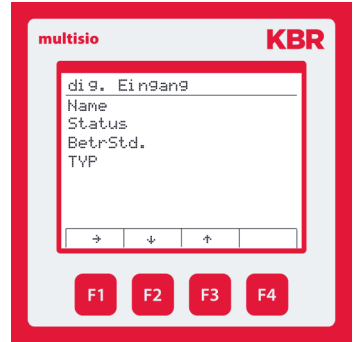 multisio KBR
dig. Eingang
Name
Status
BetrStd.
TYP
→ ↓ ↑
F1 F2 F3 F4